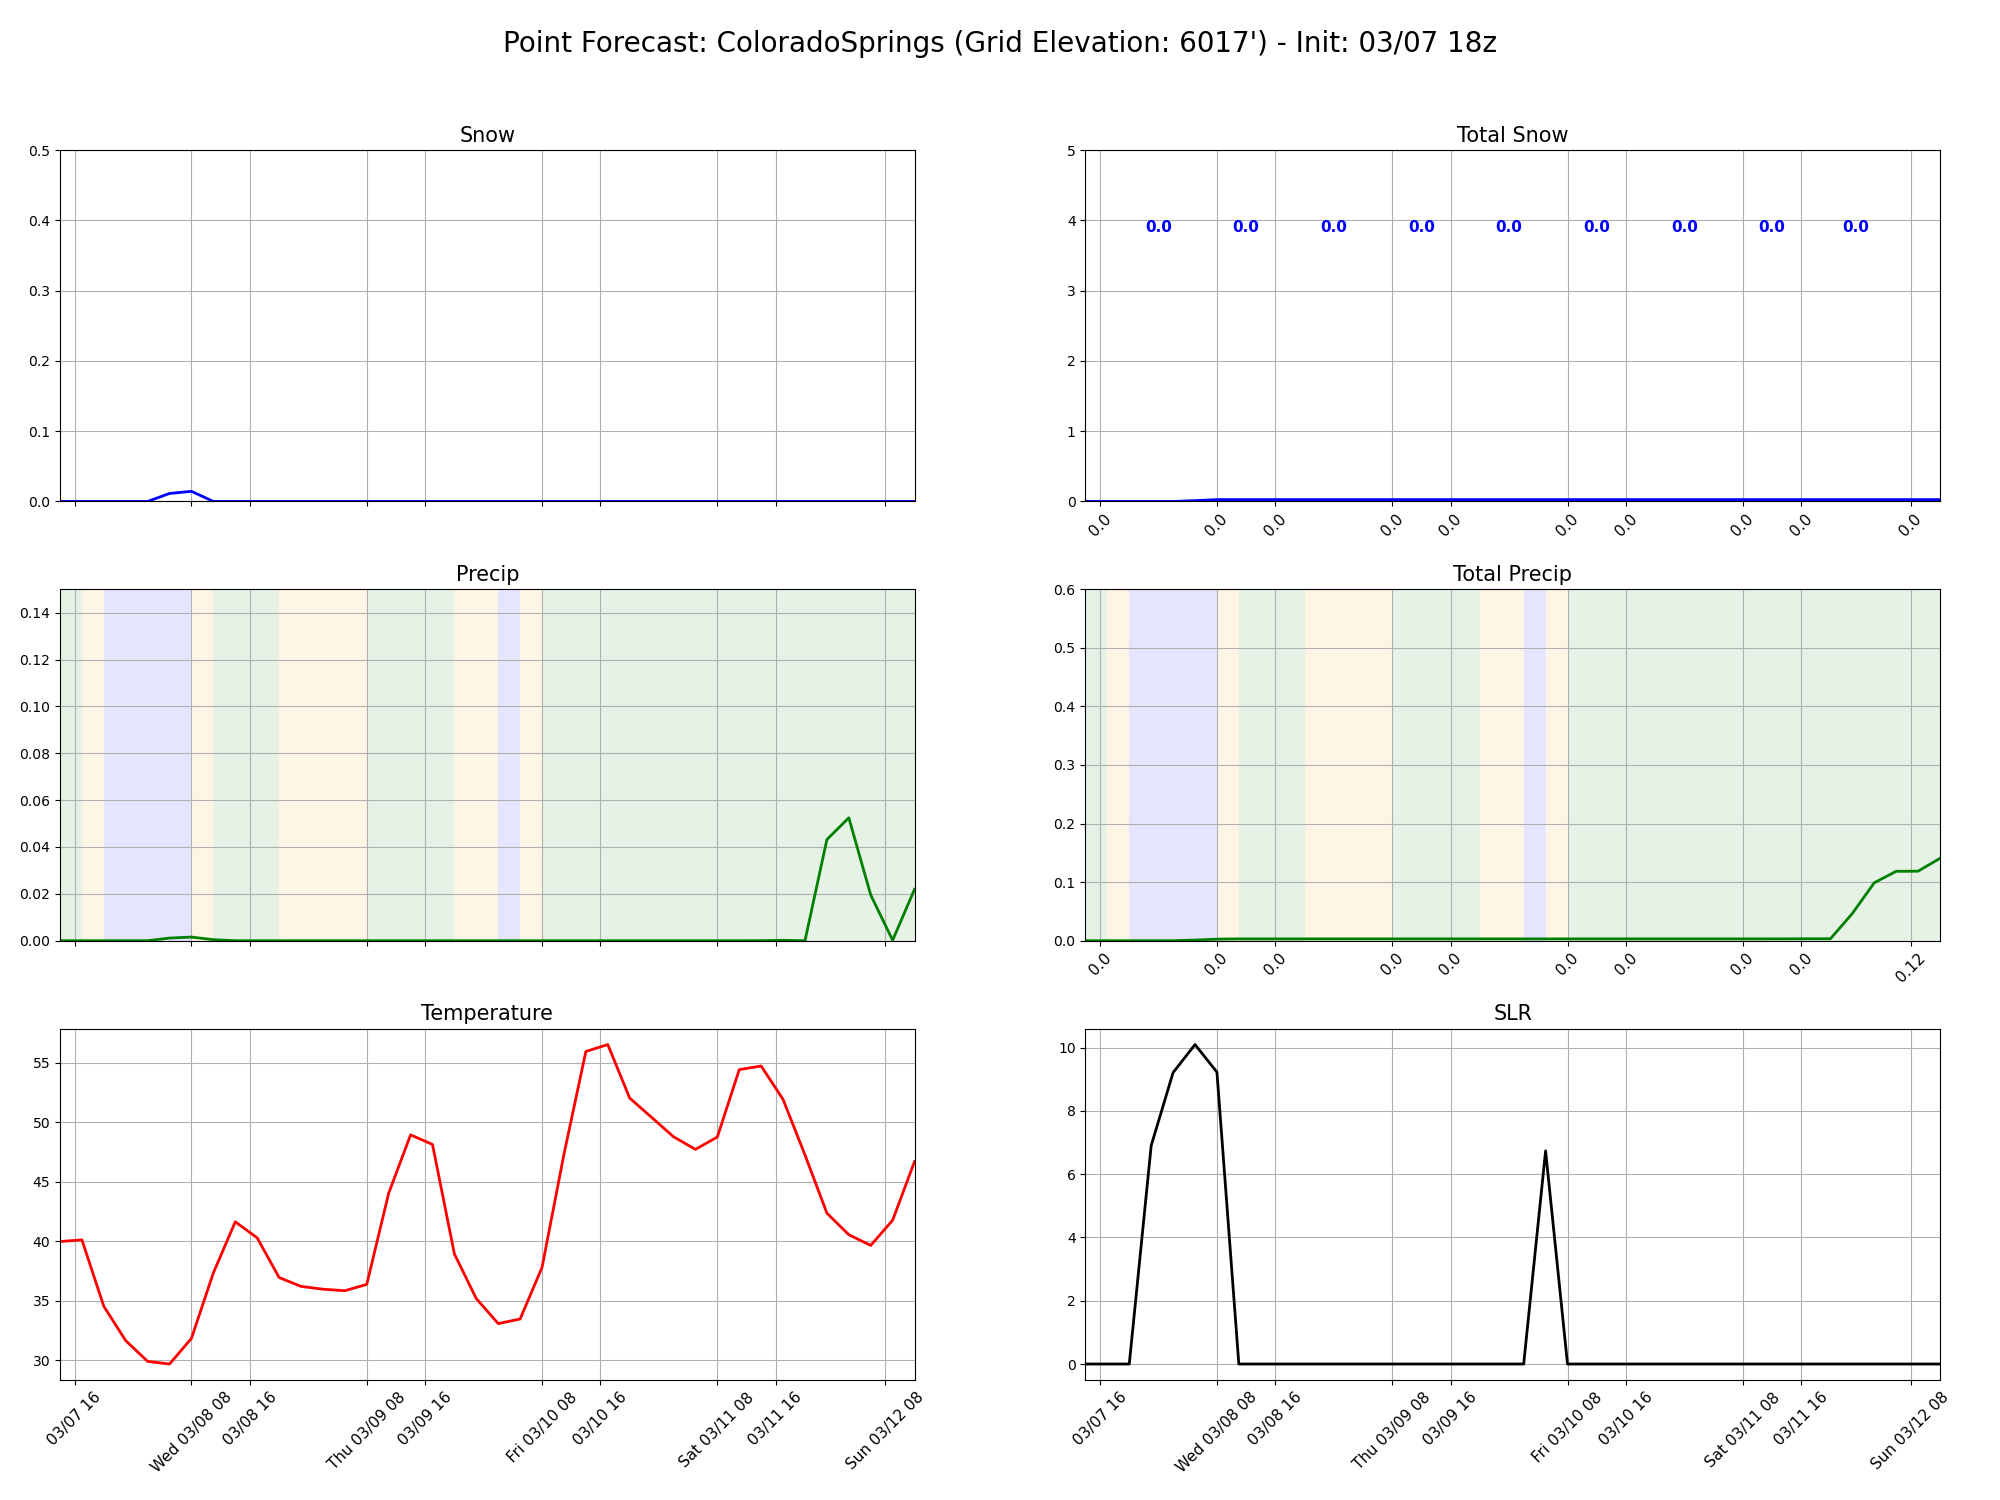 Point Forecast: ColoradoSprings (Grid Elevation: 6017') - Init: 03/07 18z
Snow
0.5
0.4
0.3
0.2
0.1
0.0
Total Snow
5
4
3
2
1
0
0.0 0.0 0.0 0.0 0.0 0.0 0.0 0.0 0.0
0.0 0.0 0.0 0.0 0.0 0.0 0.0 0.0 0.0 0.0
Precip
0.14
0.12
0.10
0.08
0.06
0.04
0.02
0.00
Total Precip
0.6
0.5
0.4
0.3
0.2
0.1
0.0
0.0 0.0 0.0 0.0 0.0 0.0 0.0 0.0 0.0 0.12
Temperature
55
50
45
40
35
30
03/07 16
Wed 03/08 08
03/08 16
Thu 03/09 08
03/09 16
Fri 03/10 08
03/10 16
Sat 03/11 08
03/11 16
Sun 03/12 08
SLR
10
8
6
4
2
0
03/07 16
Wed 03/08 08
03/08 16
Thu 03/09 08
03/09 16
Fri 03/10 08
03/10 16
Sat 03/11 08
03/11 16
Sun 03/12 08